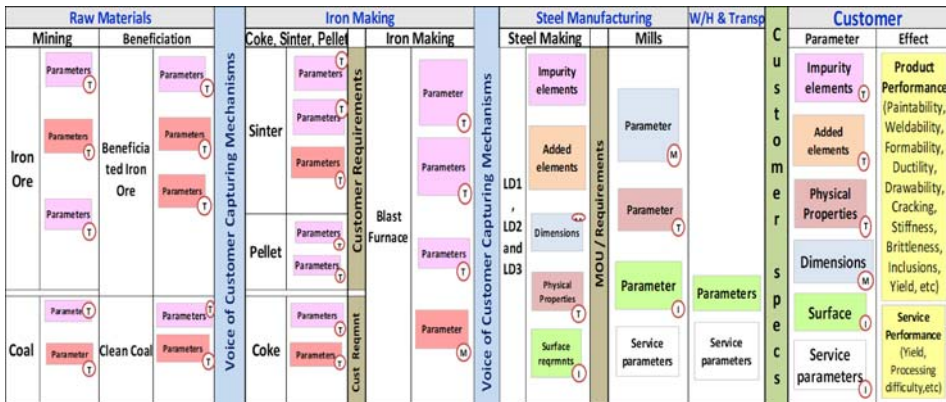 Raw Materials
Mining
Beneficiation
Iron
Ore
Parameters
T
Parameters
T
Parameters
T
Beneficia
ted Iron
Ore
Parameters
T
Parameters
T
Parameters
T
Coal
Paramete
T
Parameter
T
Clean Coal
Parameters
T
Parameters
T
Voice of Customer Capturing Mechanisms
Iron Making
Coke, Sinter, Pellet
Iron Making
Sinter
Parameters
T
Parameters
T
Parameters
T
Pellet
Parameters
T
Parameters
T
Coke
Parameters
T
Parameters
T
Customer Requirements
Cust Reqmnt
Blast
Furnace
Parameter
T
Parameters
T
Parameters
T
Parameter
M
Voice of Customer Capturing Mechanisms
Steel Manufacturing
Steel Making
Mills
LD1
,
LD2
and
LD3
Impurity
elements
Added
elements
Dimensions
Physical
Properties
T
Surface
reqrmnts
I
MOU / Requirements
Parameter
M
Parameter
T
Parameter
I
Service
parameters
W/H & Transp
Parameters
Service
parameters
Customer specs
Customer
Parameter
Effect
Impurity
elements
T
Added
elements
T
Physical
Properties
T
Dimensions
M
Surface
I
Service
parameters
I
Product
Performance
(Paintability,
Weldability,
Formability,
Ductility,
Drawability,
Cracking,
Stiffness,
Brittleness,
Inclusions,
Yield, etc)
Service
Performance
(Yield,
Processing
difficulty,etc)